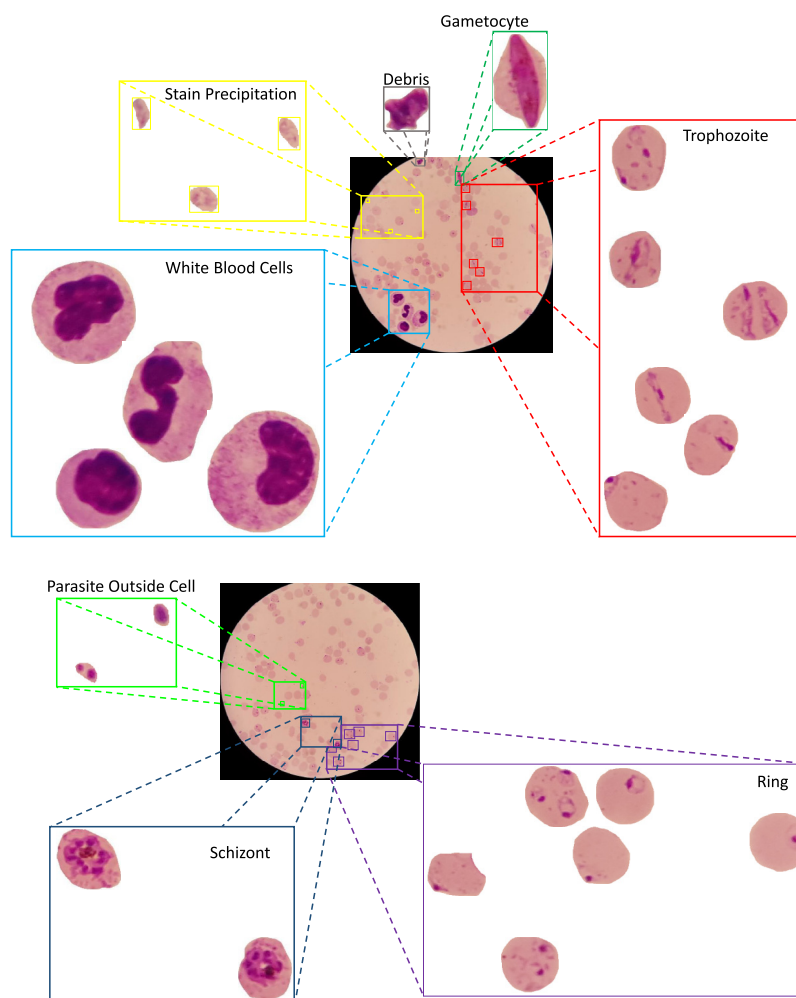 Gametocyte
Debris
Stain Precipitation
Trophozoite
White Blood Cells
Parasite Outside Cell
Ring
Schizont